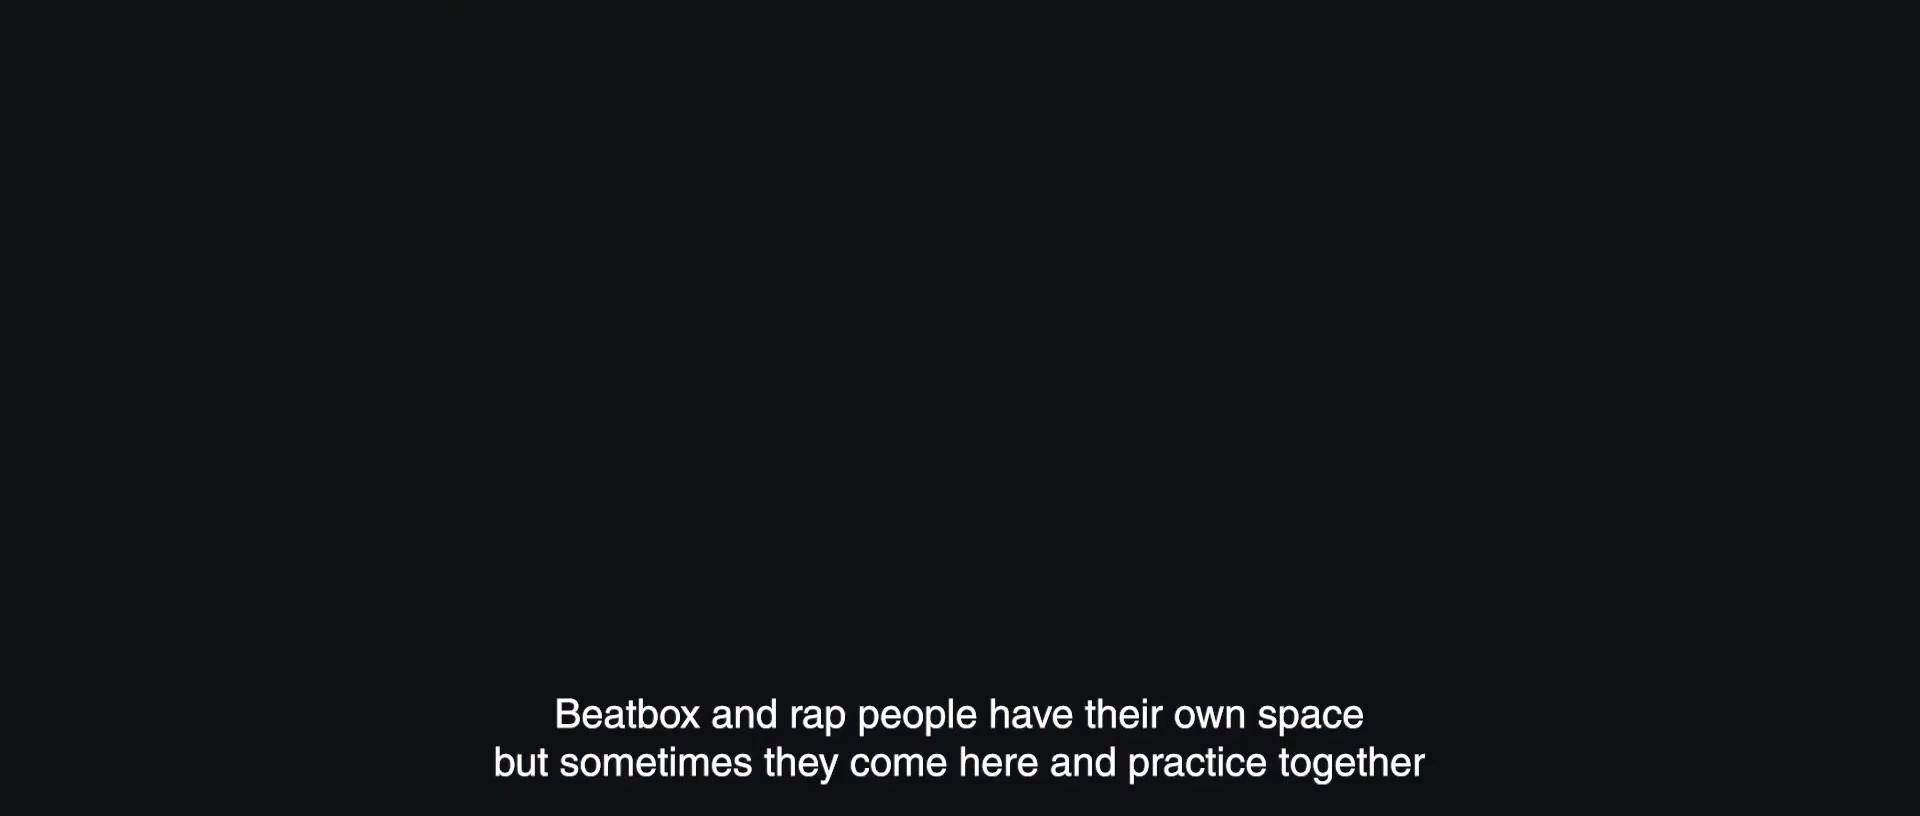 Beatbox and rap people have their own space
but sometimes they come here and practice together